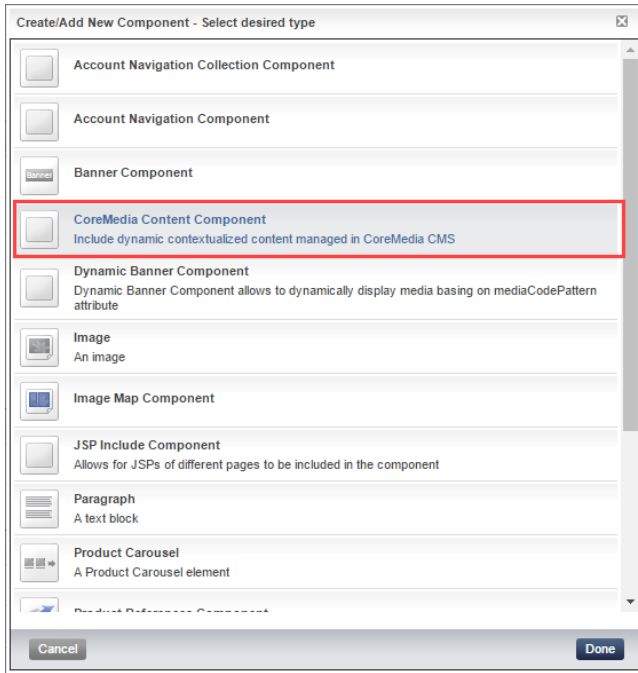 Create/Add New Component - Select desired type
Account Navigation Collection Component
Account Navigation Component
Banner
Banner Component
CoreMedia Content Component
Include dynamic contextualized content managed in CoreMedia CMS
Dynamic Banner Component
Dynamic Banner Component allows to dynamically display media basing on mediaCodePattern
attribute
Image
An image
Image Map Component
JSP Include Component
Allows for JSPs of different pages to be included in the component
Paragraph
A text block
Product Carousel
A Product Carousel element
Product References Component
Cancel
Done